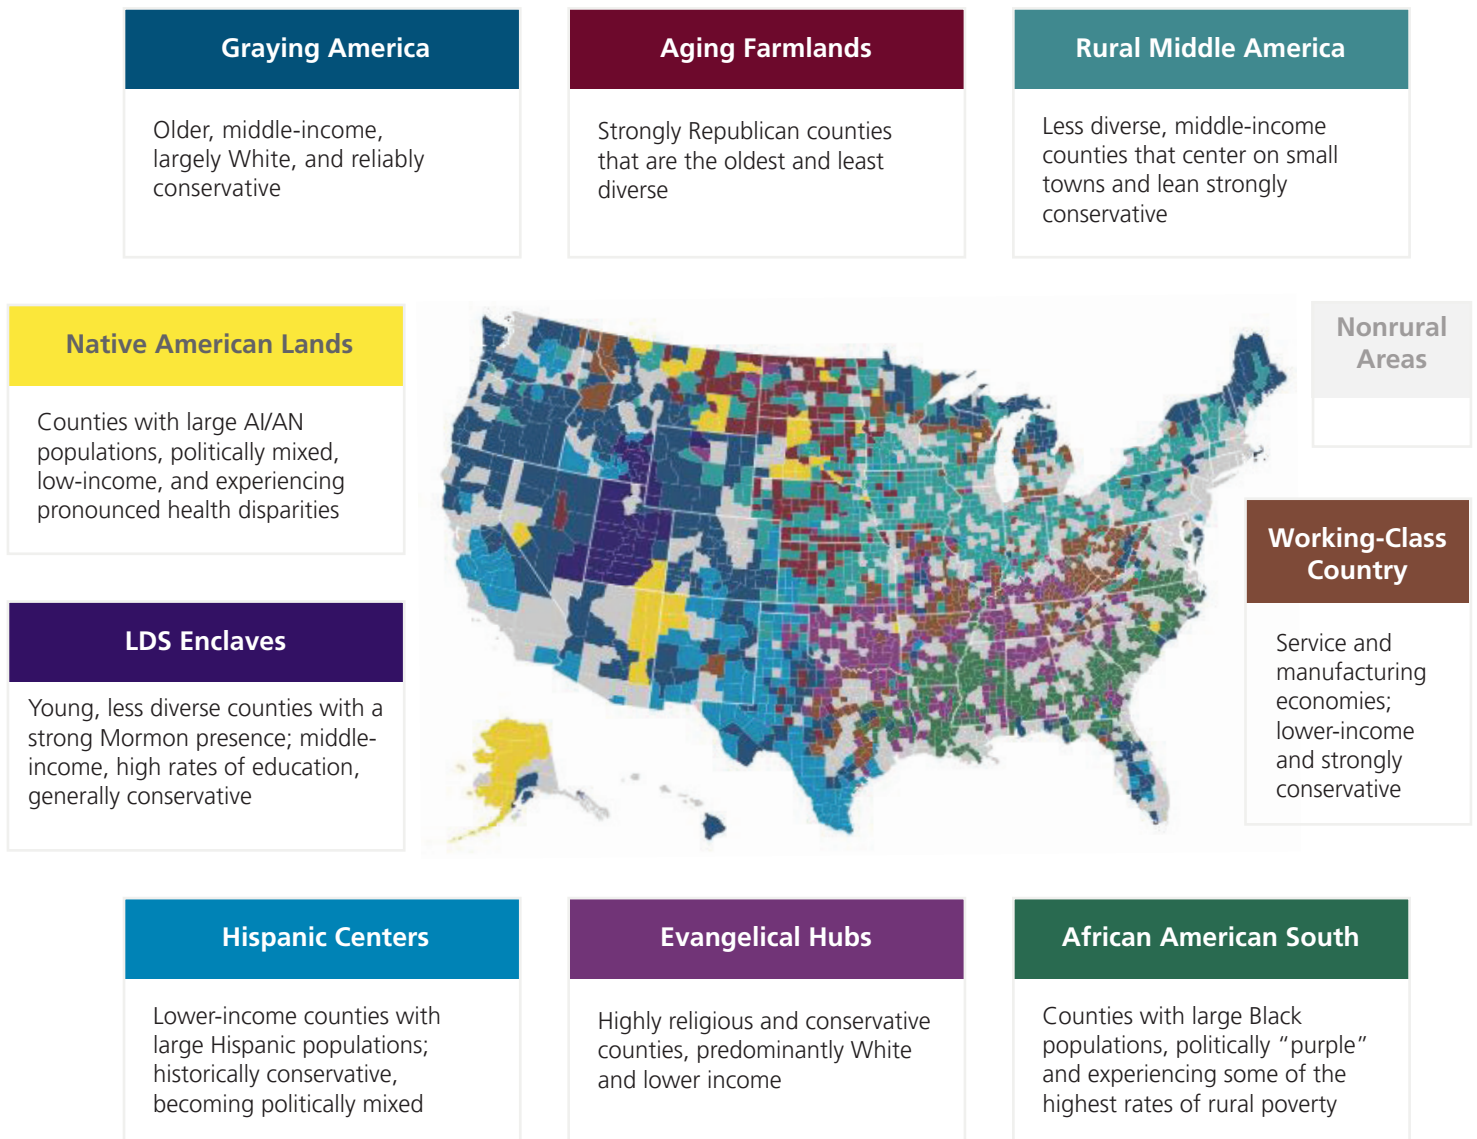 Graying America
Older, middle-income,
largely White, and reliably
conservative
Aging Farmlands
Strongly Republican counties
that are the oldest and least
diverse
Rural Middle America
Less diverse, middle-income
counties that center on small
towns and lean strongly
conservative
Native American Lands
Counties with large AI/AN
populations, politically mixed,
low-income, and experiencing
pronounced health disparities
Nonrural
Areas
LDS Enclaves
Young, less diverse counties with a
strong Mormon presence; middle-
income, high rates of education,
generally conservative
Working-Class
Country
Service and
manufacturing
economies;
lower-income
and strongly
conservative
Hispanic Centers
Lower-income counties with
large Hispanic populations;
historically conservative,
becoming politically mixed
Evangelical Hubs
Highly religious and conservative
counties, predominantly White
and lower income
African American South
Counties with large Black
populations, politically “purple”
and experiencing some of the
highest rates of rural poverty